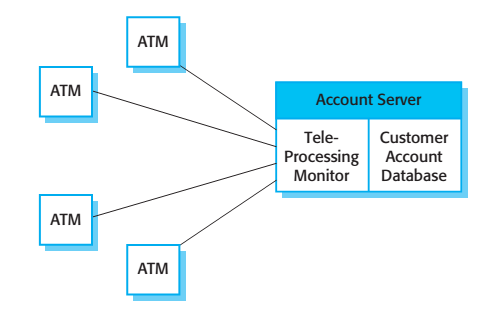 ATM
ATM
Account Server
Tele-
Processing
Monitor
Customer
Account
Database
ATM
ATM